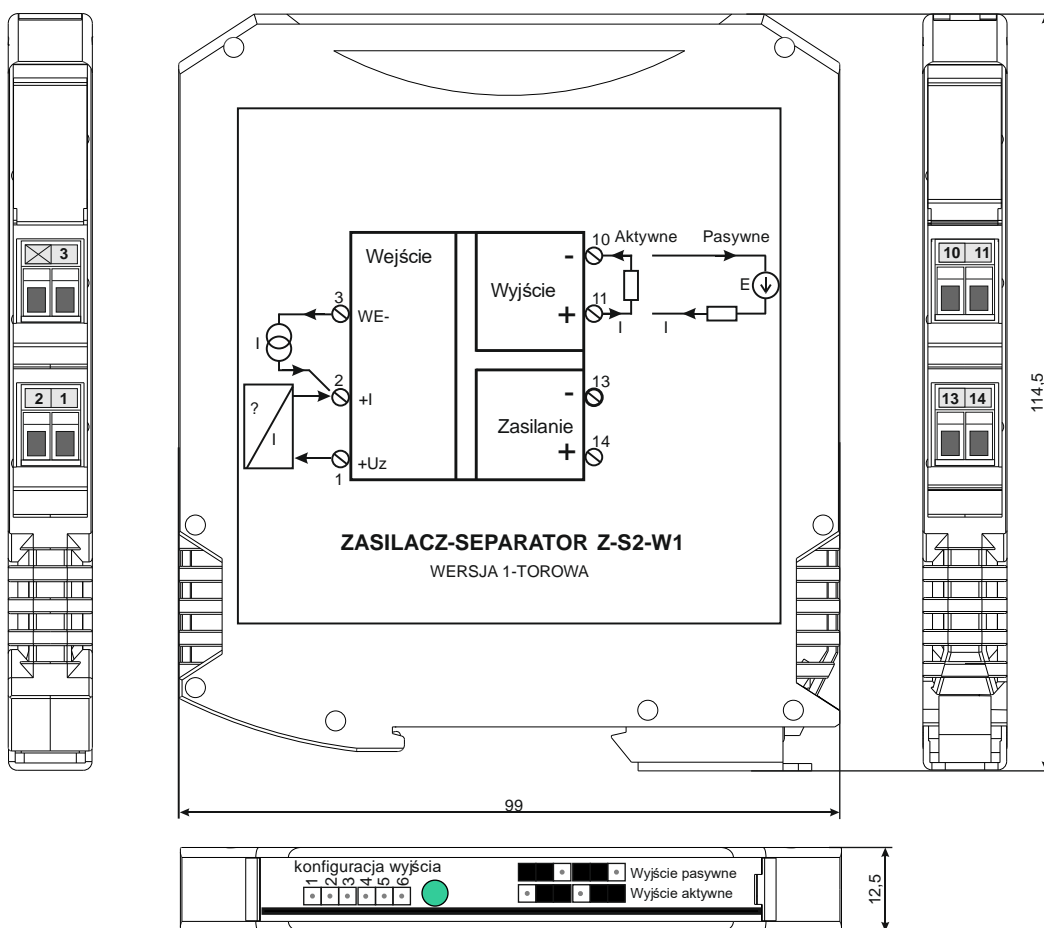 3
2 1
Wejście
3
WE-
I
2
+I
?
I
+Uz
1
10
Aktywne
Pasywne
-
Wyjście
E
11
+
I
I
13
-
Zasilanie
14
+
ZASILACZ-SEPARATOR Z-S2-W1
WERSJA 1-TOROWA
10 11
13 14
114,5
99
konfiguracja wyjścia
1 2 3 4 5 6
Wyjście pasywne
Wyjście aktywne
12,5